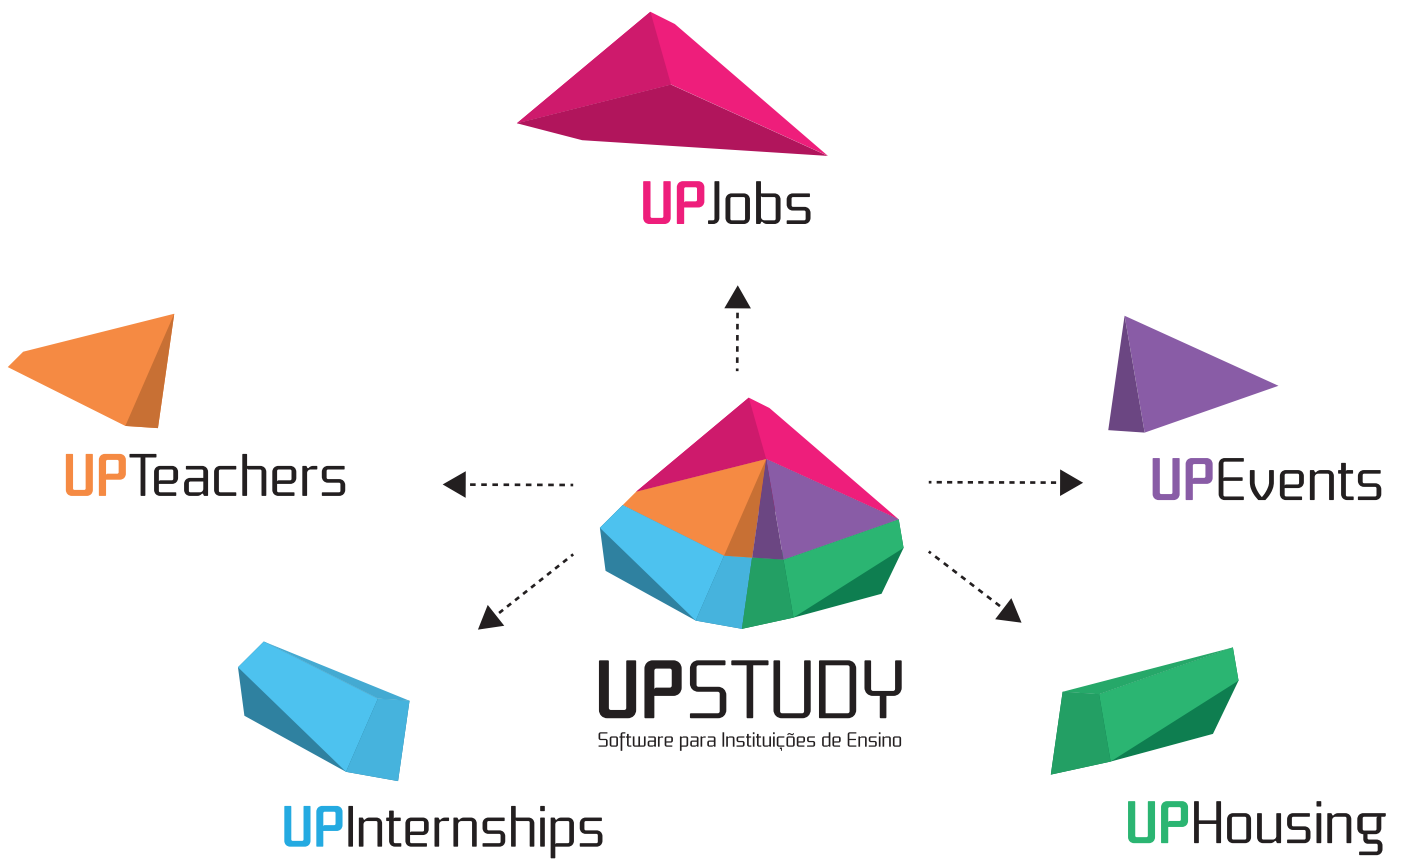 UPJobs
UPTeachers
UPEvents
UPSTUDY
Software para Instituições de Ensino
UPInternships
UPHousing